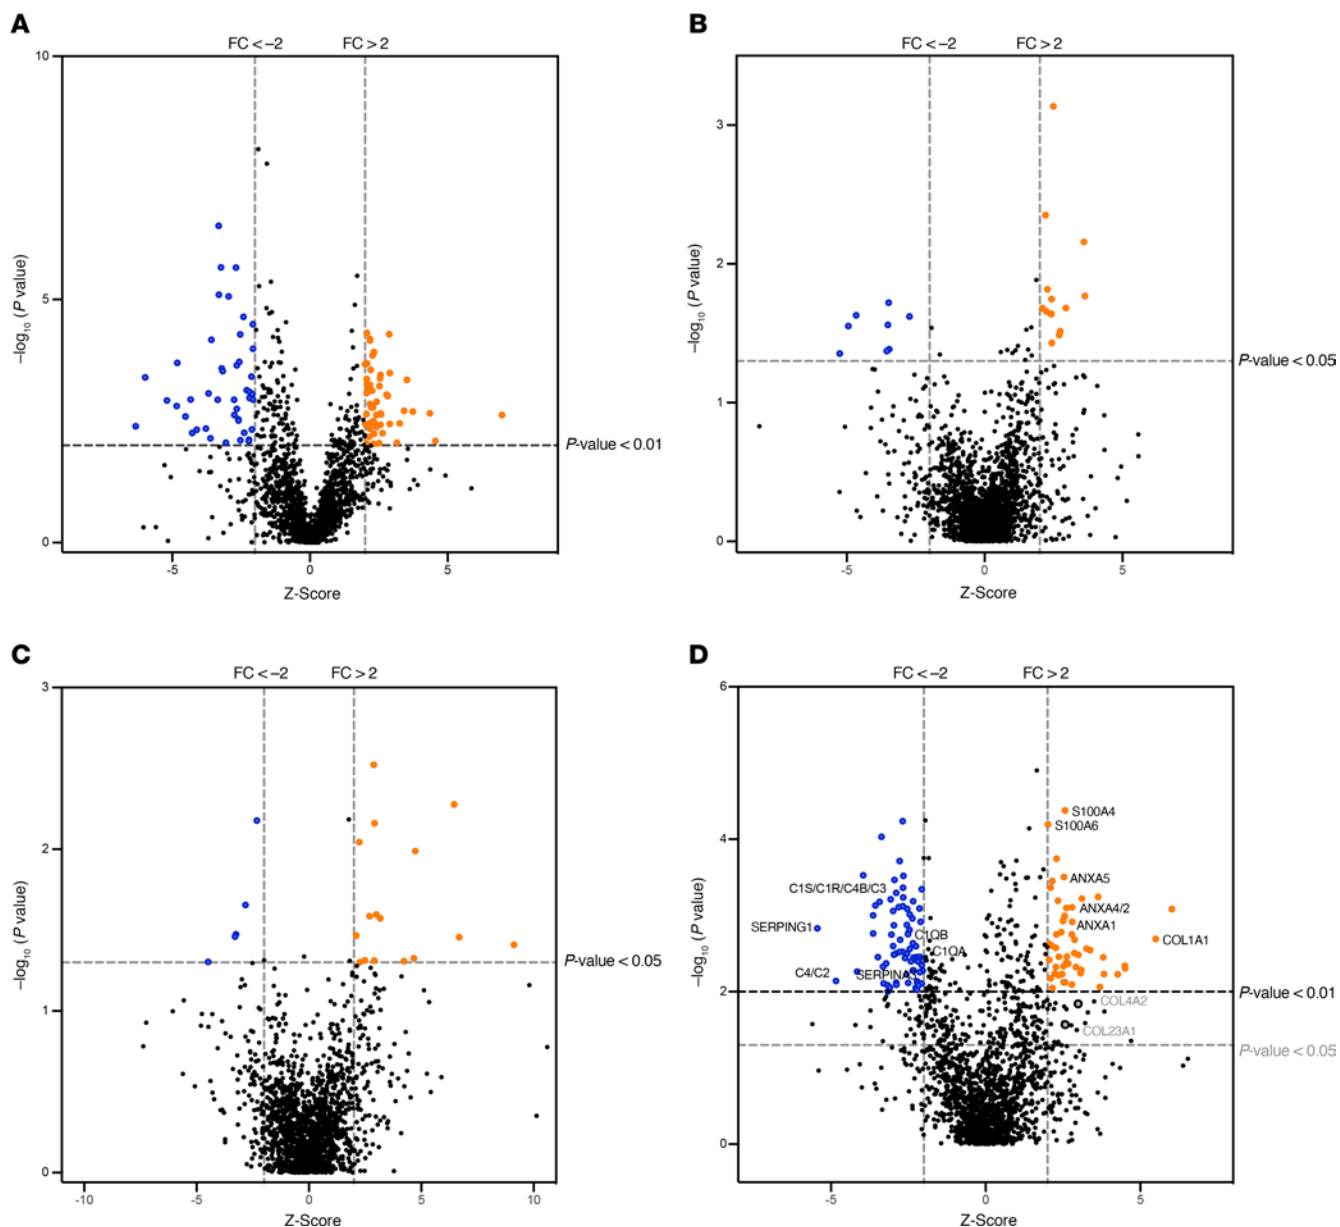 A
FC < −2 FC > 2
10
5
0
−log10 (P value)
P-value < 0.01
-5 0 5
Z-Score
B
FC < −2 FC > 2
3
2
1
0
−log10 (P value)
P-value < 0.05
-5 0 5
Z-Score
C
FC < −2 FC > 2
3
2
1
0
−log10 (P value)
P-value < 0.05
-10 -5 0 5 10
Z-Score
D
FC < −2 FC > 2
6
4
2
0
−log10 (P value)
S100A4
S100A6
ANXA5
C1S/C1R/C4B/C3
ANXA4/2
SERPING1
ANXA1
C1QB
COL1A1
C1QA
C4/C2
P-value < 0.01
COL4A2
COL23A1
P-value < 0.05
-5 0 5
Z-Score